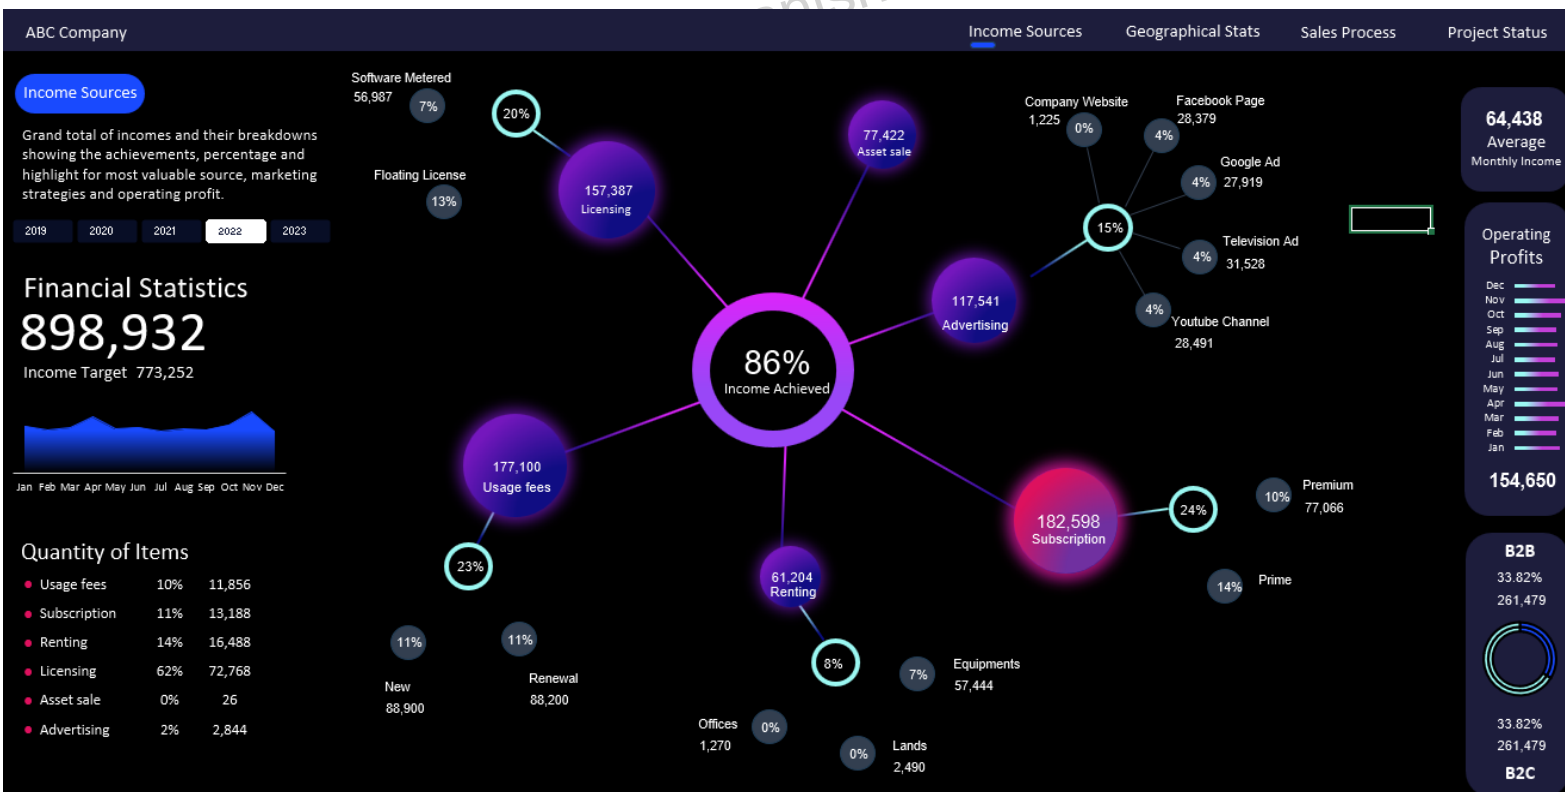 ABC Company
Income Sources
Geographical Stats
Sales Process
Project Status
Income Sources
Grand total of incomes and their breakdowns
showing the achievements, percentage and
highlight for most valuable source, marketing
strategies and operating profit.
2019
2020
2021
2022
2023
Financial Statistics
898,932
Income Target 773,252
Jan Feb Mar Apr May Jun Jul Aug Sep Oct Nov Dec
Quantity of Items
Usage fees 10% 11,856
Subscription 11% 13,188
Renting 14% 16,488
Licensing 62% 72,768
Asset sale 0% 26
Advertising 2% 2,844
Software Metered
56,987
7%
20%
Floating License
13%
157,387
Licensing
77,422
Asset sale
Company Website
1,225
0%
Facebook Page
28,379
4%
Google Ad
27,919
4%
15%
Television Ad
31,528
4%
Youtube Channel
28,491
4%
117,541
Advertising
86%
Income Achieved
177,100
Usage fees
23%
11%
New
88,900
11%
Renewal
88,200
61,204
Renting
8%
7%
Equipments
57,444
Offices
1,270
0%
0%
Lands
2,490
182,598
Subscription
24%
10%
Premium
77,066
14%
Prime
64,438
Average
Monthly Income
Operating
Profits
Dec
Nov
Oct
Sep
Aug
Jul
Jun
May
Apr
Mar
Feb
Jan
154,650
B2B
33.82%
261,479
33.82%
261,479
B2C